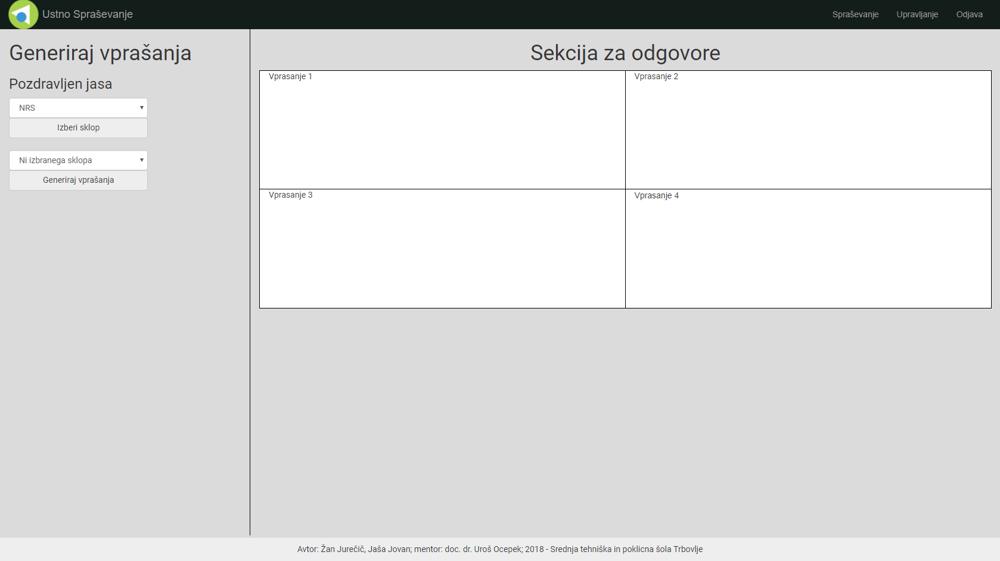 Ustno Spraševanje
Spraševanje
Upravljanje
Odjava
Generiraj vprašanja
Pozdravljen jasa
NRS
Izberi sklop
Ni izbranega sklopa
Generiraj vprašanja
Sekcija za odgovore
Vprasanje 1
Vprasanje 2
Vprasanje 3
Vprasanje 4
Avtor: Žan Jurečič, Jaša Jovan; mentor: doc. dr. Uroš Ocepek; 2018 - Srednja tehniška in poklicna šola Trbovlje